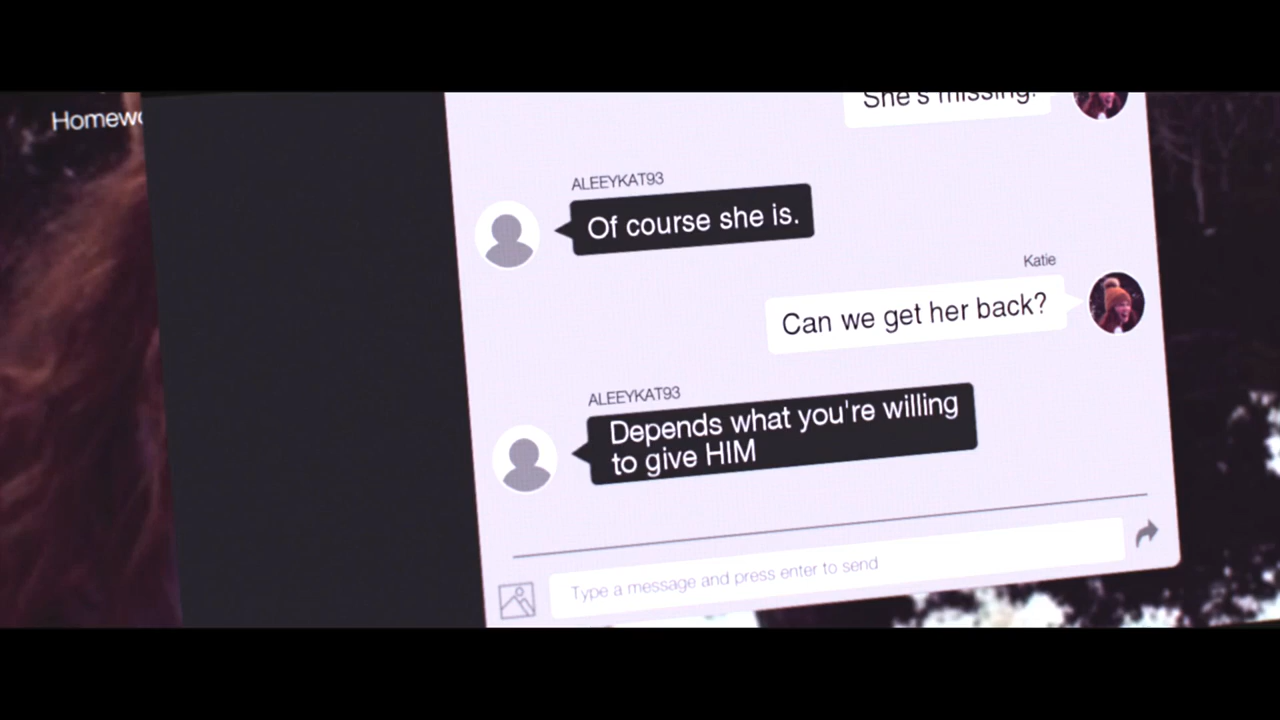 Homewo
She's missing.
ALEEYKAT93
Of course she is.
Katie
Can we get her back?
ALEEYKAT93
Depends what you're willing
to give HIM
Type a message and press enter to send